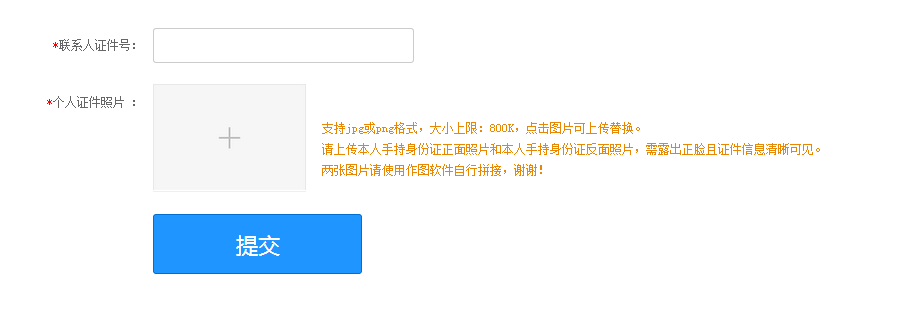 *联系人证件号：
*个人证件照片 ：
支持jpg或png格式，大小上限：800K，点击图片可上传替换。
请上传本人手持身份证正面照片和本人手持身份证反面照片，需露出正脸且证件信息清晰可见。
两张图片请使用作图软件自行拼接，谢谢！
提交